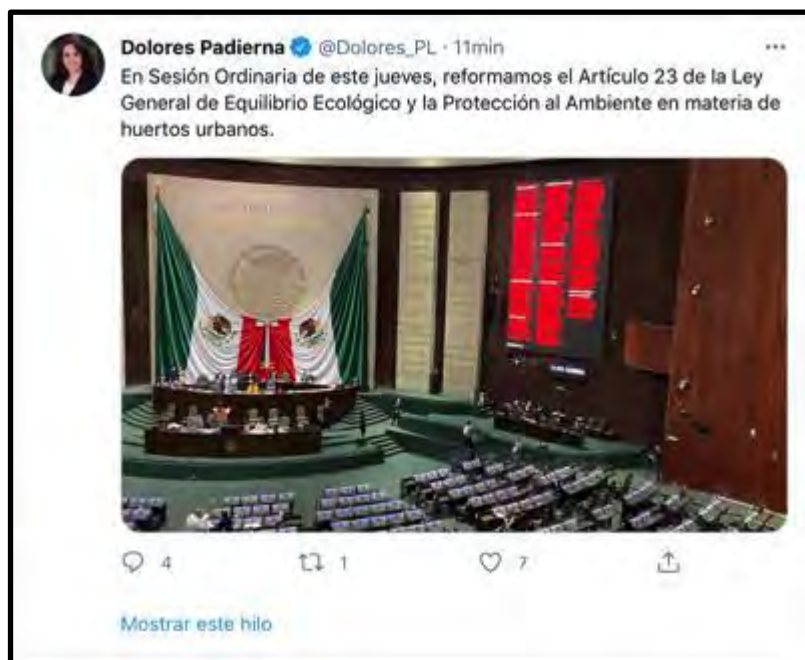 Dolores Padierna @Dolores_PL · 11min
En Sesión Ordinaria de este jueves, reformamos el Artículo 23 de la Ley
General de Equilibrio Ecológico y la Protección al Ambiente en materia de
huertos urbanos.
4 1 7
Mostrar este hilo